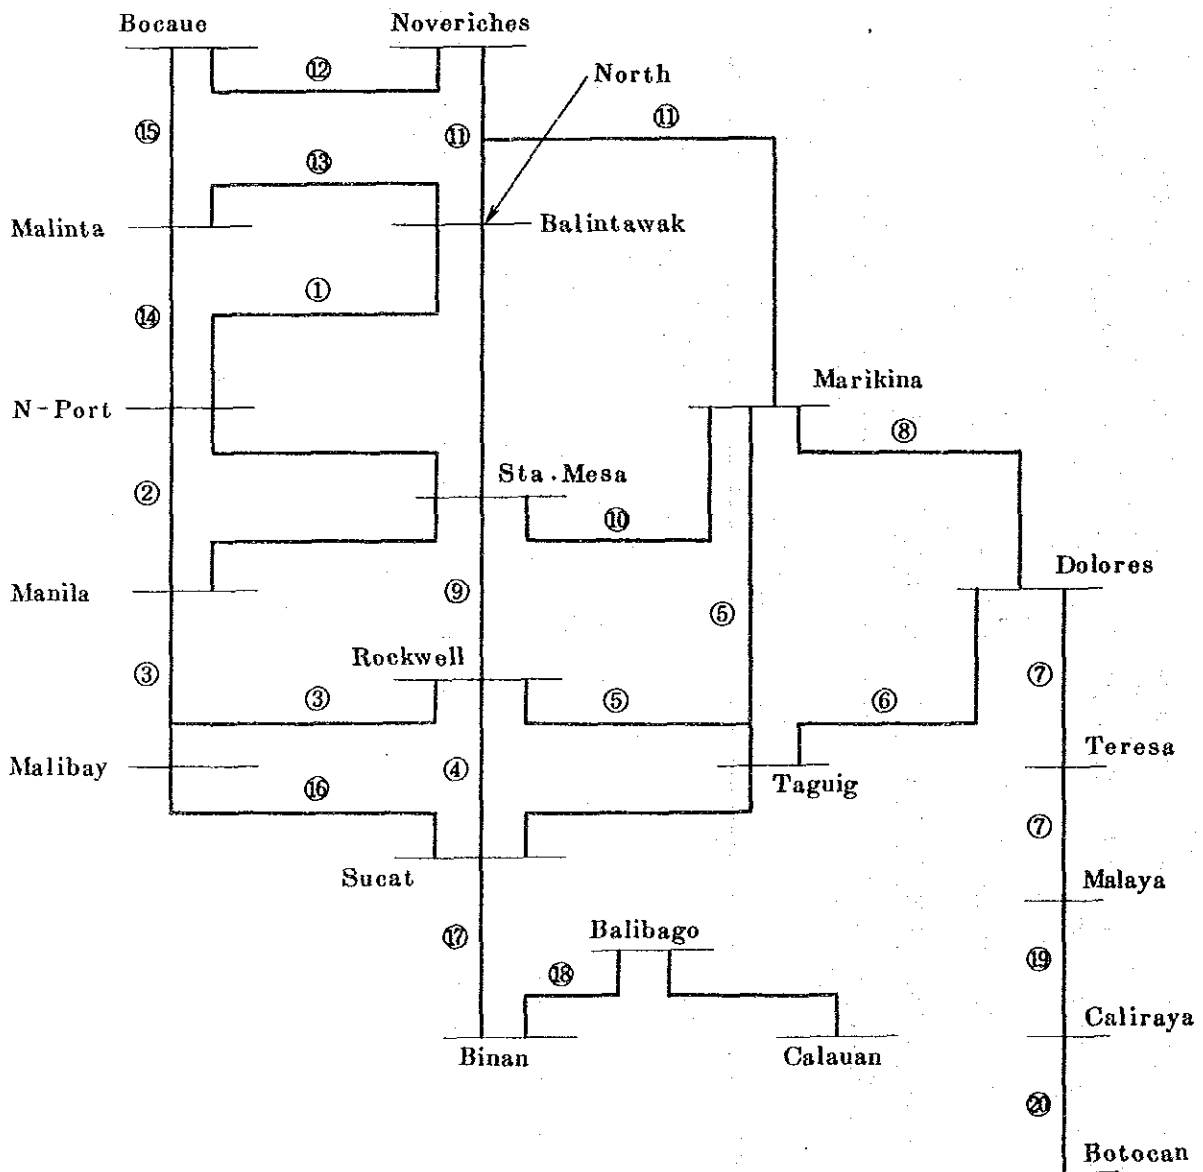 Bocaue
Noveriches
⑫
North
⑮
⑪
⑪
⑬
Malinta
Balintawak
①
⑭
Marikina
N-Port
⑧
Sta.Mesa
②
⑩
Dolores
Manila
⑨
⑤
Rockwell
③
⑦
③
⑤
⑥
Teresa
Malibay
④
Taguig
⑯
⑦
Sucat
Malaya
Balibago
⑰
⑲
⑱
Caliraya
Binan
Calauan
⑳
Botocan